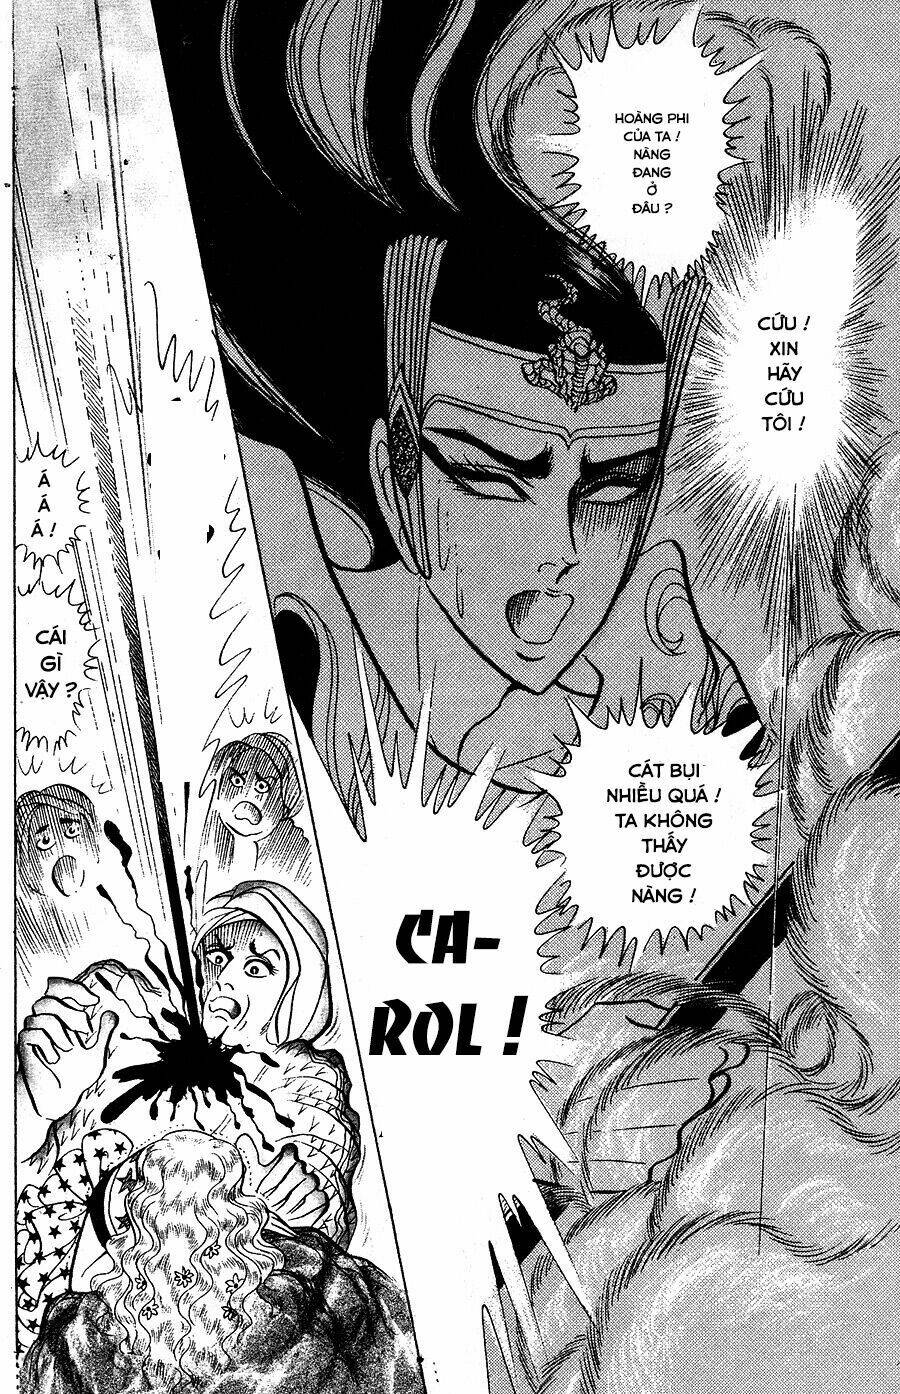 HOÀNG PHI
CỦA TA !
NÀNG
ĐANG
Ở
ĐÂU ?
CỨU !
XIN
HÃY
CỨU
TÔI !
CÁT BỤI
NHIỀU QUÁ !
TA KHÔNG
THẤY
ĐƯỢC
NÀNG !
CA-
ROL !
Á
Á
Á !
CÁI
GÌ
VẬY ?